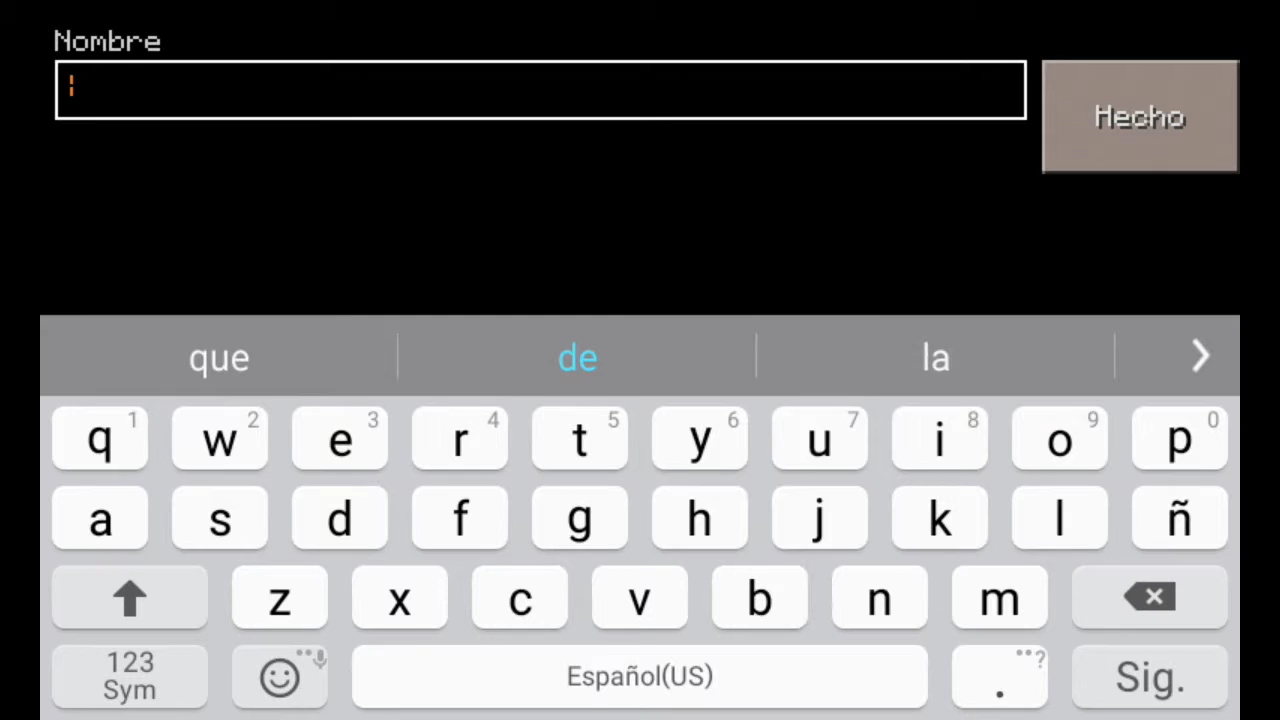 Nombre
Hecho
que de la
q 1 w 2 e 3 r 4 t 5 y 6 u 7 i 8 o 9 p 0
a s d f g h j k l ñ
z x c v b n m
123 Español(US) . ? Sig.
Sym